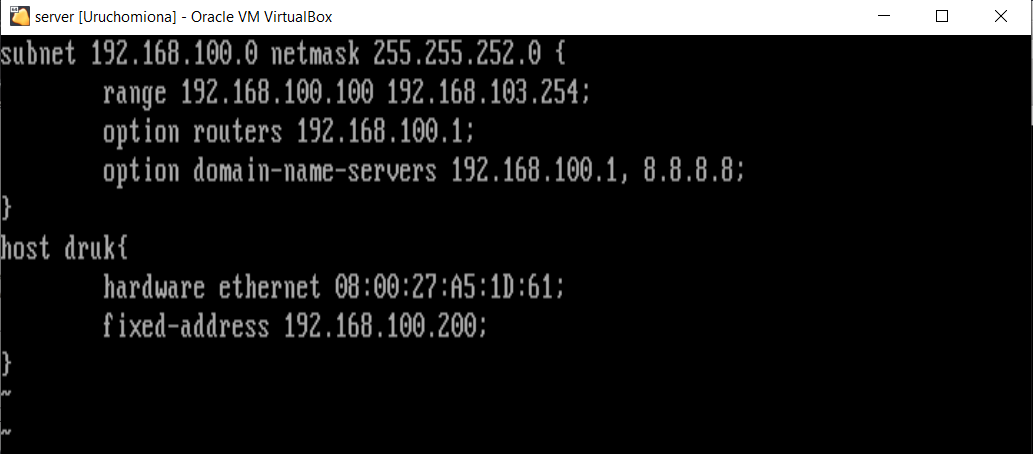 server [Uruchomiona] - Oracle VM VirtualBox
subnet 192.168.100.0 netmask 255.255.252.0 {
range 192.168.100.100 192.168.103.254;
option routers 192.168.100.1;
option domain-name-servers 192.168.100.1, 8.8.8.8;
}
host druk{
hardware ethernet 08:00:27:A5:1D:61;
fixed-address 192.168.100.200;
}
~
~